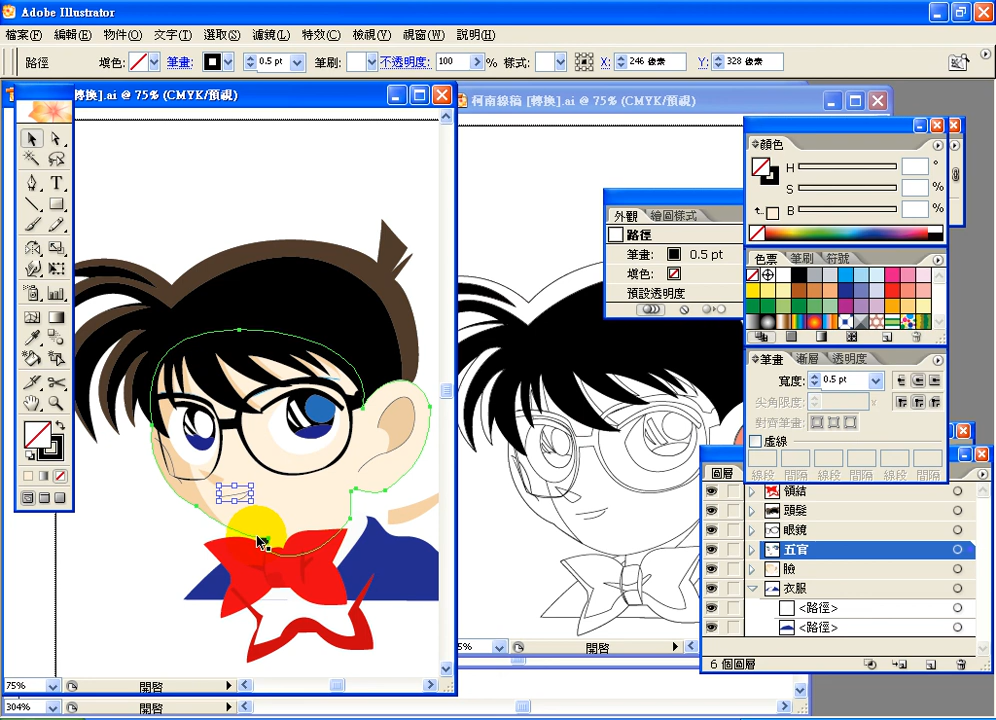 Adobe Illustrator
檔案(F) 編輯(E) 物件(O) 文字(T) 選取(S) 濾鏡(L) 特效(C) 檢視(V) 視窗(W) 說明(H)
路徑 填色: 筆畫: 0.5 pt 筆刷: 不透明度: 100 % 樣式: X: 246 像素 Y: 328 像素
轉換].ai @ 75% (CMYK/預視)
柯南線稿 [轉換].ai @ 75% (CMYK/預視)
顏色
H °
S %
B %
外觀 繪圖樣式
路徑
筆畫: 0.5 pt
填色:
預設透明度
色票 筆刷 符號
筆畫 漸層 透明度
寬度: 0.5 pt
尖角限度: x
對齊筆畫:
虛線
線段 間隔 線段 間隔 線段 間隔
圖層
領結
頭髮
眼鏡
五官
臉
衣服
<路徑>
<路徑>
6 個圖層
5% 開啓
75% 開啓
304% 開啓